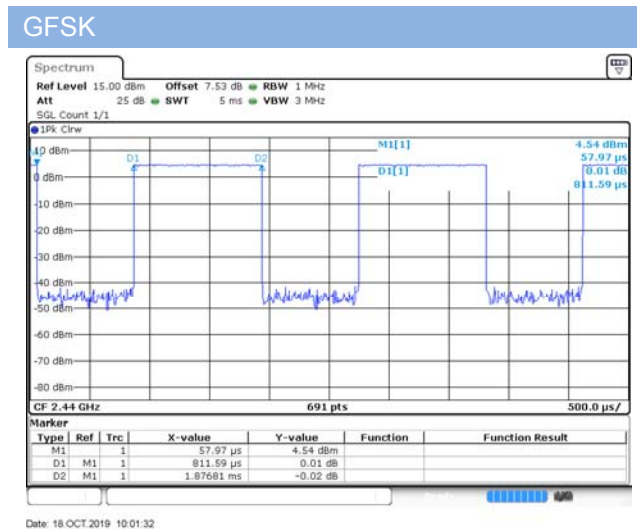 GFSK
Spectrum
Ref Level 15.00 dBm Offset 7.53 dB RBW 1 MHz
Att 25 dB SWT 5 ms VBW 3 MHz
SGL Count 1/1
1Pk Clrw
M1[1] 4.54 dBm
57.97 µs
D1[1] 0.01 dB
811.59 µs
10 dBm
D1 D2
0 dBm
-10 dBm
-20 dBm
-30 dBm
-40 dBm
-50 dBm
-60 dBm
-70 dBm
-80 dBm
CF 2.44 GHz 691 pts 500.0 µs/
Marker
Type Ref Trc X-value Y-value Function Function Result
M1 1 57.97 µs 4.54 dBm
D1 M1 1 811.59 µs 0.01 dB
D2 M1 1 1.87681 ms -0.02 dB
Date: 18.OCT.2019 10:01:32